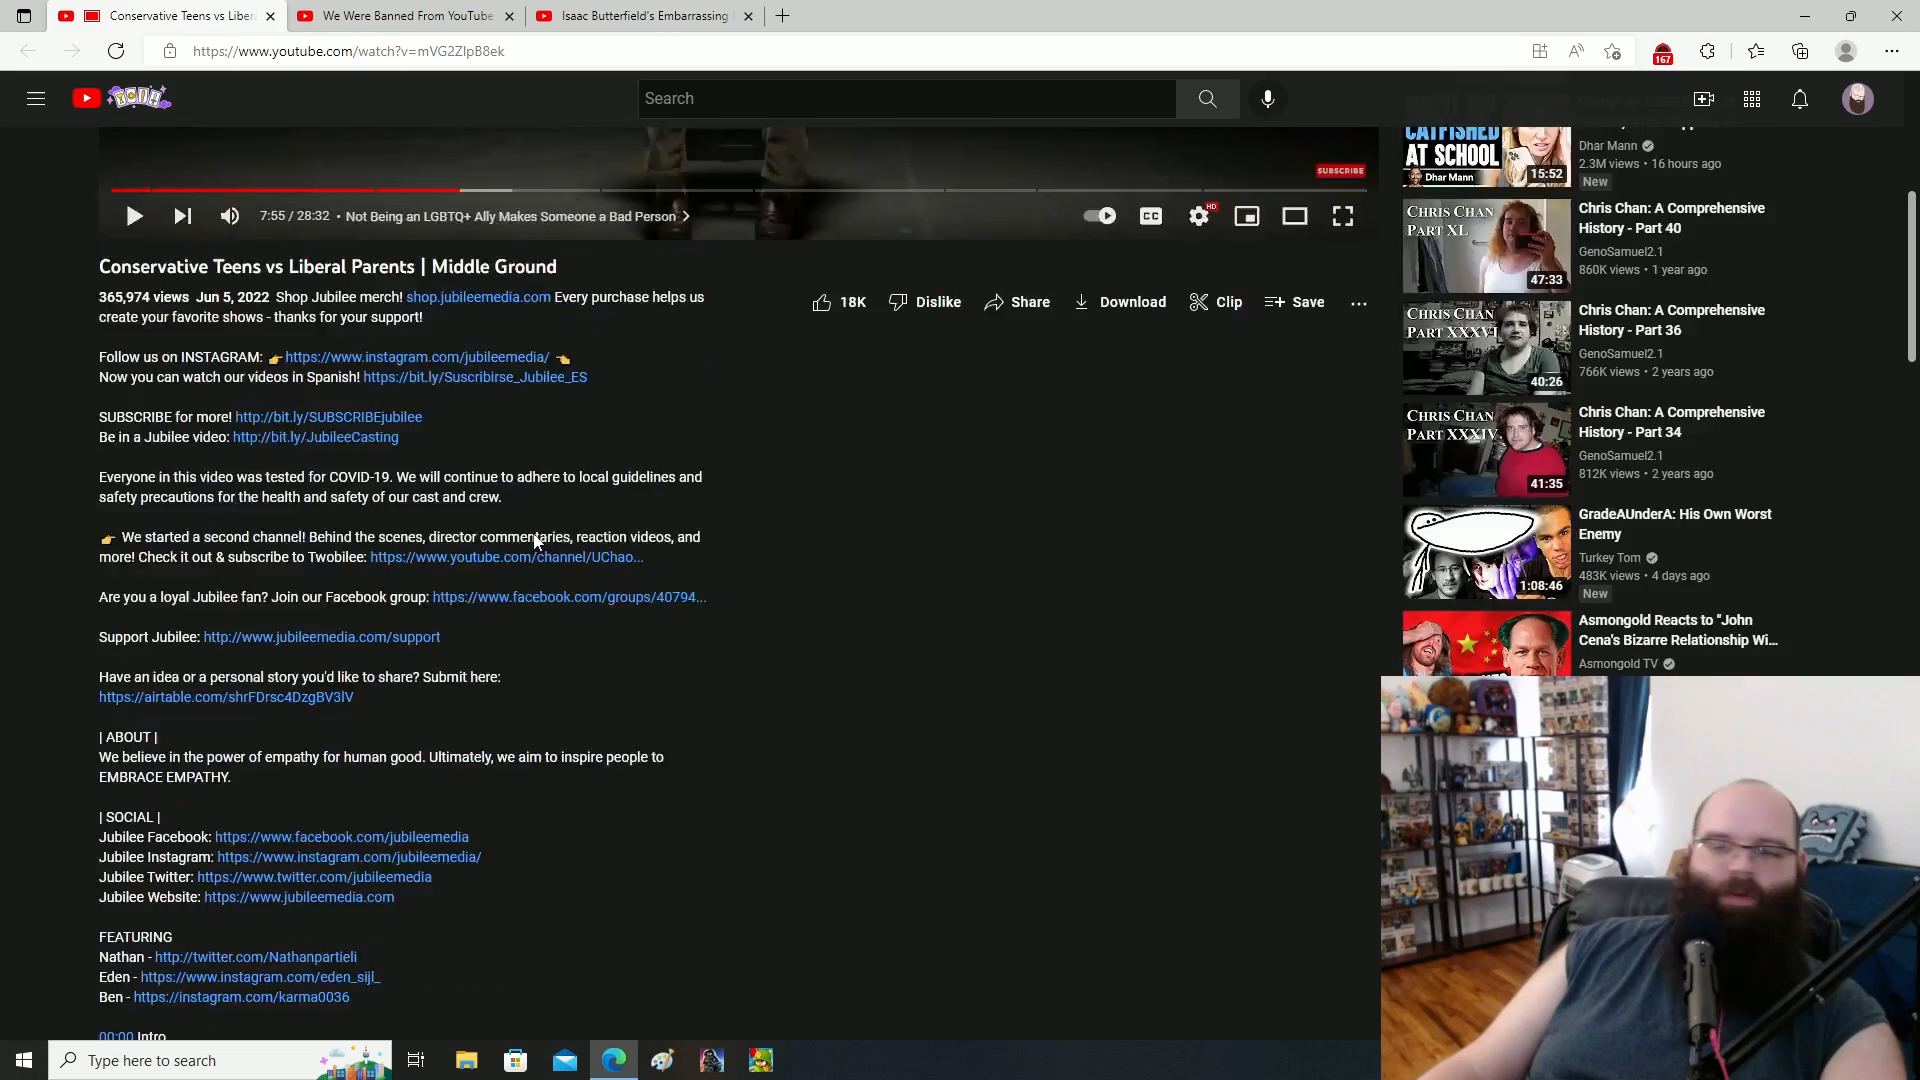 Conservative Teens vs Libera
We Were Banned From YouTube
Isaac Butterfield's Embarrassing
https://www.youtube.com/watch?v=mVG2ZlpB8ek
167
Search
SUBSCRIBE
7:55 / 28:32 • Not Being an LGBTQ+ Ally Makes Someone a Bad Person
CC
HD
Conservative Teens vs Liberal Parents | Middle Ground
365,974 views Jun 5, 2022 Shop Jubilee merch! shop.jubileemedia.com Every purchase helps us
create your favorite shows - thanks for your support!
18K
Dislike
Share
Download
Clip
Save
Follow us on INSTAGRAM: 👉 https://www.instagram.com/jubileemedia/ 👈
Now you can watch our videos in Spanish! https://bit.ly/Suscribirse_Jubilee_ES
SUBSCRIBE for more! http://bit.ly/SUBSCRIBEjubilee
Be in a Jubilee video: http://bit.ly/JubileeCasting
Everyone in this video was tested for COVID-19. We will continue to adhere to local guidelines and
safety precautions for the health and safety of our cast and crew.
👉 We started a second channel! Behind the scenes, director commentaries, reaction videos, and
more! Check it out & subscribe to Twobilee: https://www.youtube.com/channel/UChao...
Are you a loyal Jubilee fan? Join our Facebook group: https://www.facebook.com/groups/40794...
Support Jubilee: http://www.jubileemedia.com/support
Have an idea or a personal story you'd like to share? Submit here:
https://airtable.com/shrFDrsc4DzgBV3lV
| ABOUT |
We believe in the power of empathy for human good. Ultimately, we aim to inspire people to
EMBRACE EMPATHY.
| SOCIAL |
Jubilee Facebook: https://www.facebook.com/jubileemedia
Jubilee Instagram: https://www.instagram.com/jubileemedia/
Jubilee Twitter: https://www.twitter.com/jubileemedia
Jubilee Website: https://www.jubileemedia.com
FEATURING
Nathan - http://twitter.com/Nathanpartieli
Eden - https://www.instagram.com/eden_sijl_
Ben - https://instagram.com/karma0036
00:00 Intro
CATFISHED
AT SCHOOL
Dhar Mann
15:52
Dhar Mann
2.3M views • 16 hours ago
New
CHRIS CHAN
PART XL
47:33
Chris Chan: A Comprehensive
History - Part 40
GenoSamuel2.1
860K views • 1 year ago
CHRIS CHAN
PART XXXVI
40:26
Chris Chan: A Comprehensive
History - Part 36
GenoSamuel2.1
766K views • 2 years ago
CHRIS CHAN
PART XXXIV
41:35
Chris Chan: A Comprehensive
History - Part 34
GenoSamuel2.1
812K views • 2 years ago
1:08:46
GradeAUnderA: His Own Worst
Enemy
Turkey Tom
483K views • 4 days ago
New
Asmongold Reacts to "John
Cena's Bizarre Relationship Wi...
Asmongold TV
Type here to search